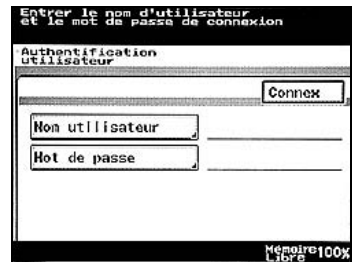 Entrer le nom d'utilisateur
et le mot de passe de connexion
Authentification
utilisateur
Connex
Nom utilisateur
Mot de passe
Mémoire
Libre 100%